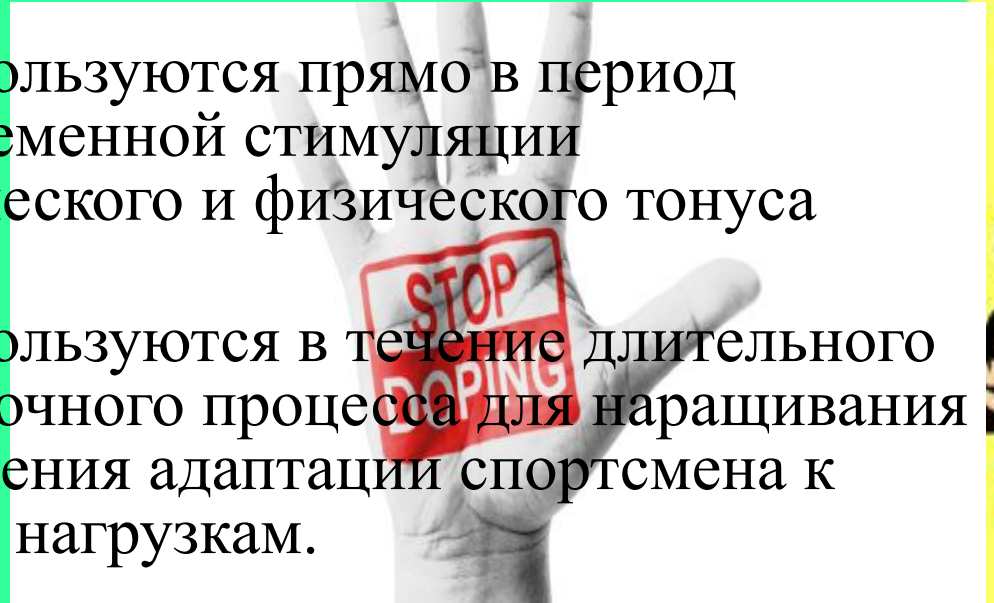 ользуются прямо в период
еменной стимуляции
еского и физического тонуса
STOP
DOPING
ользуются в течение длительного
очного процесса для наращивания
ения адаптации спортсмена к
нагрузкам.